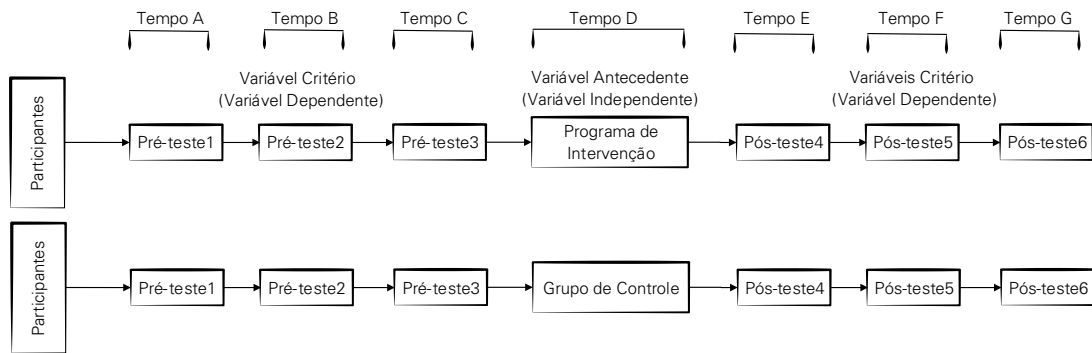 Tempo A
Tempo B
Tempo C
Tempo D
Tempo E
Tempo F
Tempo G
Variável Critério
(Variável Dependente)
Variável Antecedente
(Variável Independente)
Variáveis Critério
(Variável Dependente)
Participantes
Pré-teste1
Pré-teste2
Pré-teste3
Programa de
Intervenção
Pós-teste4
Pós-teste5
Pós-teste6
Participantes
Pré-teste1
Pré-teste2
Pré-teste3
Grupo de Controle
Pós-teste4
Pós-teste5
Pós-teste6